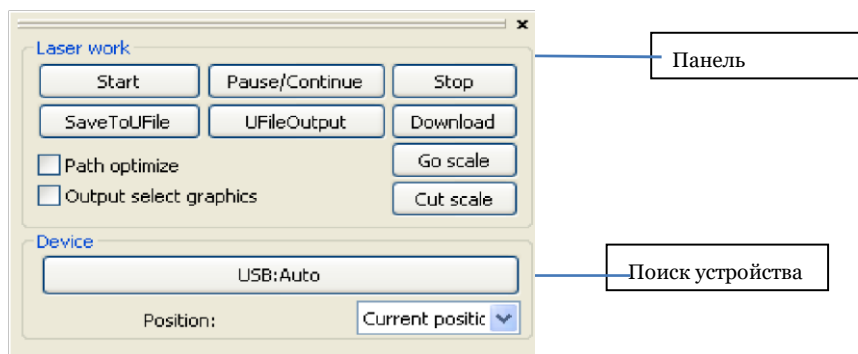 Laser work
Start Pause/Continue Stop
SaveToUFile UFileOutput Download
Path optimize Go scale
Output select graphics Cut scale
Device
USB:Auto
Position: Current positic
Панель
Поиск устройства